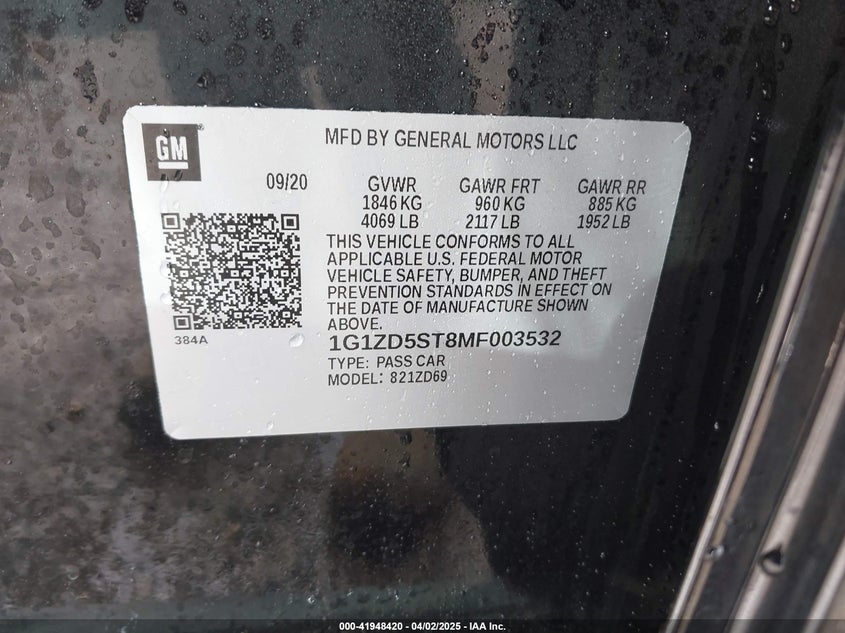 GM
MFD BY GENERAL MOTORS LLC
09/20
GVWR GAWR FRT GAWR RR
1846 KG 960 KG 885 KG
4069 LB 2117 LB 1952 LB
THIS VEHICLE CONFORMS TO ALL
APPLICABLE U.S. FEDERAL MOTOR
VEHICLE SAFETY, BUMPER, AND THEFT
PREVENTION STANDARDS IN EFFECT ON
THE DATE OF MANUFACTURE SHOWN
ABOVE.
384A
1G1ZD5ST8MF003532
TYPE: PASS CAR
MODEL: 821ZD69
000-41948420 - 04/02/2025 - IAA Inc.